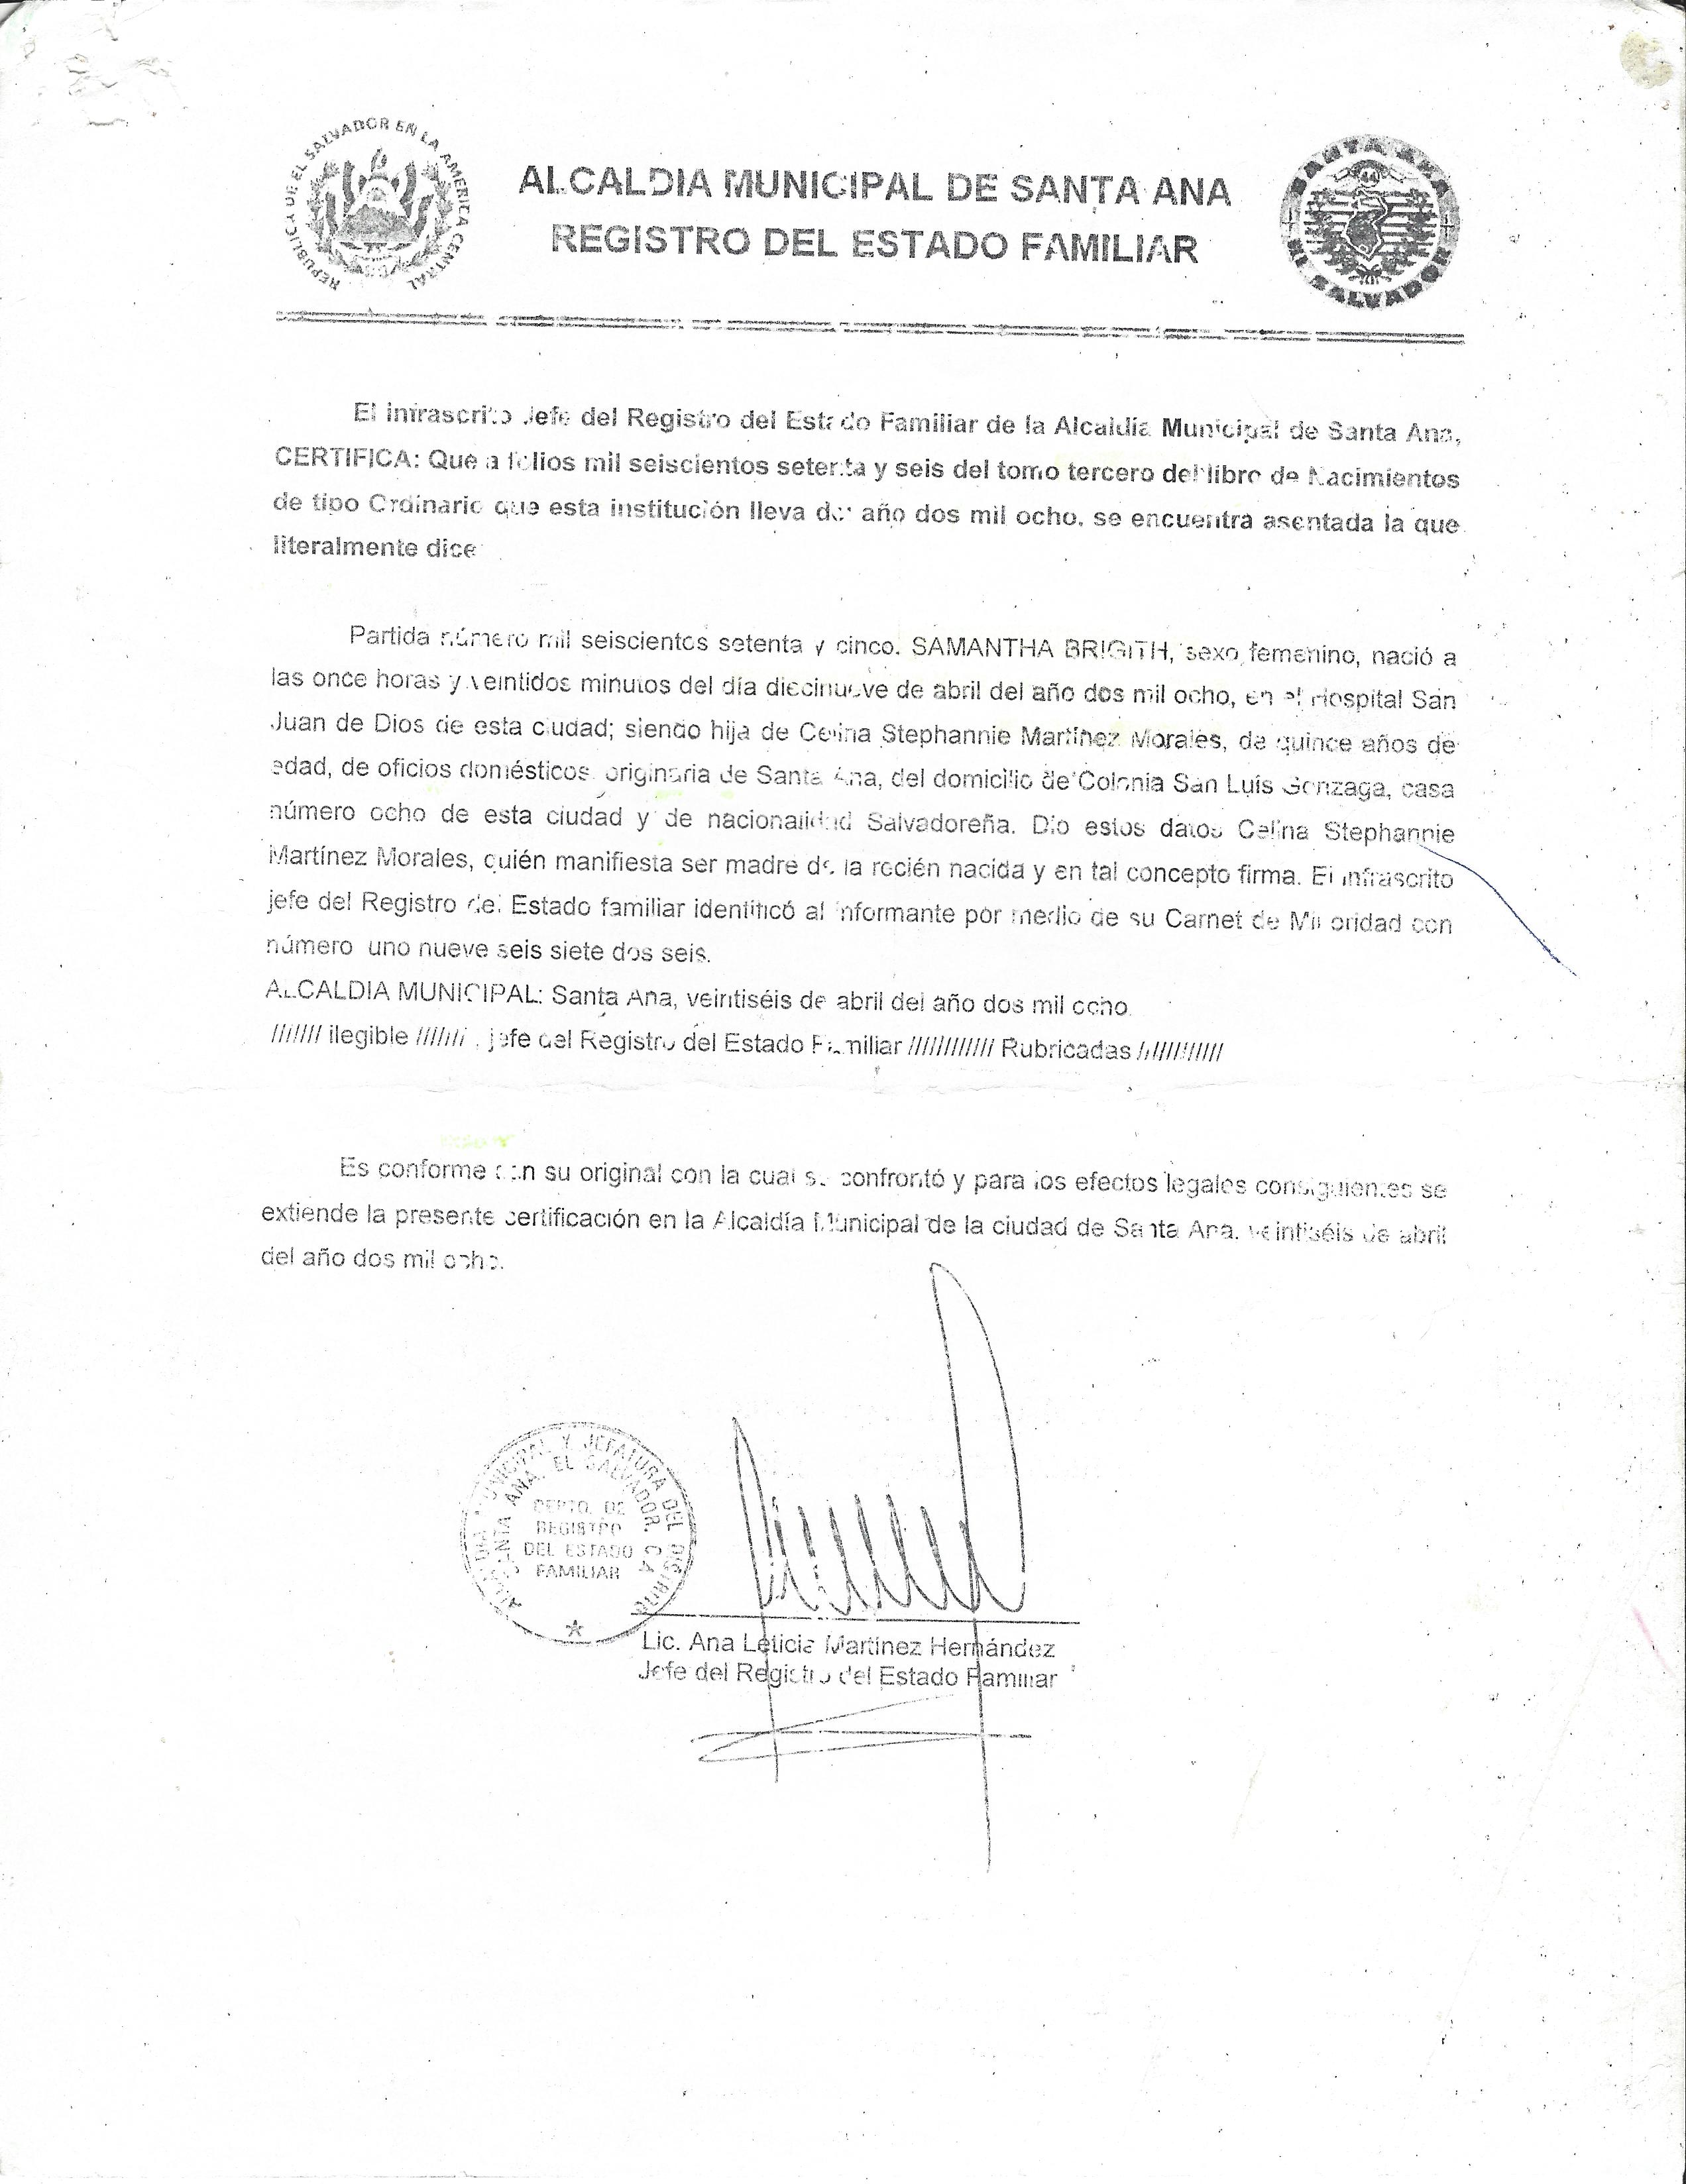 REPUBLICA DE EL SALVADOR EN LA AMERICA CENTRAL
ALCALDIA MUNICIPAL DE SANTA ANA
REGISTRO DEL ESTADO FAMILIAR
SANTA ANA
EL SALVADOR
El infrascrito Jefe del Registro del Estado Familiar de la Alcaldía Municipal de Santa Ana,
CERTIFICA: Que a folios mil seiscientos setenta y seis del tomo tercero del libro de Nacimientos
de tipo Ordinario que esta institución lleva del año dos mil ocho, se encuentra asentada la que
literalmente dice
Partida número mil seiscientos setenta y cinco. SAMANTHA BRIGITH, sexo femenino, nació a
las once horas y veintidos minutos del día diecinueve de abril del año dos mil ocho, en el Hospital San
Juan de Dios de esta ciudad; siendo hija de Celina Stephannie Martínez Morales, de quince años de
edad, de oficios domésticos, originaria de Santa Ana, del domicilio de Colonia San Luís Gonzaga, casa
número ocho de esta ciudad y de nacionalidad Salvadoreña. Dio estos datos Celina Stephannie
Martínez Morales, quién manifiesta ser madre de la recién nacida y en tal concepto firma. El infrascrito
jefe del Registro del Estado familiar identificó al informante por medio de su Carnet de Minoridad con
número uno nueve seis siete dos seis.
ALCALDIA MUNICIPAL: Santa Ana, veintiséis de abril del año dos mil ocho.
/////// ilegible /////// , jefe del Registro del Estado Familiar //////////// Rubricadas ////////////
Es conforme con su original con la cual se confrontó y para los efectos legales consiguientes se
extiende la presente certificación en la Alcaldía Municipal de la ciudad de Santa Ana, veintiséis de abril
del año dos mil ocho.
MUNICIPAL Y JEFATURA DEL
SANTA ANA, EL SALVADOR, C.A.
DEPTO. DE
REGISTRO
DEL ESTADO
FAMILIAR
Lic. Ana Leticia Martínez Hernández
Jefe del Registro del Estado Familiar